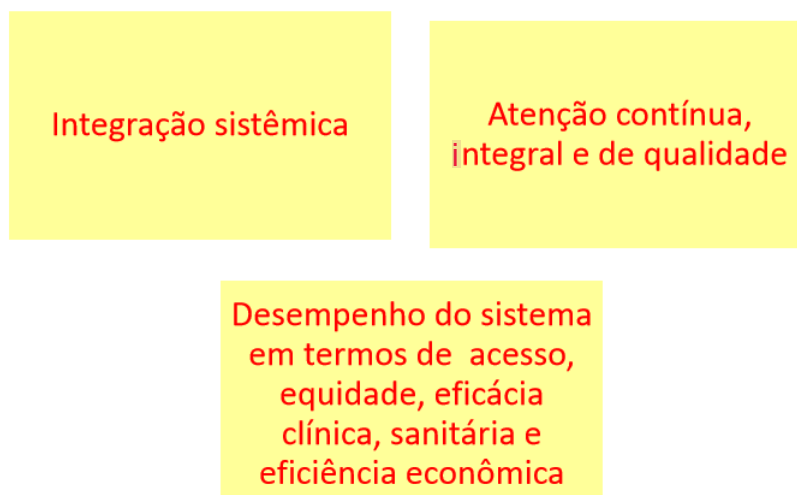 Integração sistêmica
Atenção contínua,
integral e de qualidade
Desempenho do sistema
em termos de  acesso,
equidade, eficácia
clínica, sanitária e
eficiência econômica